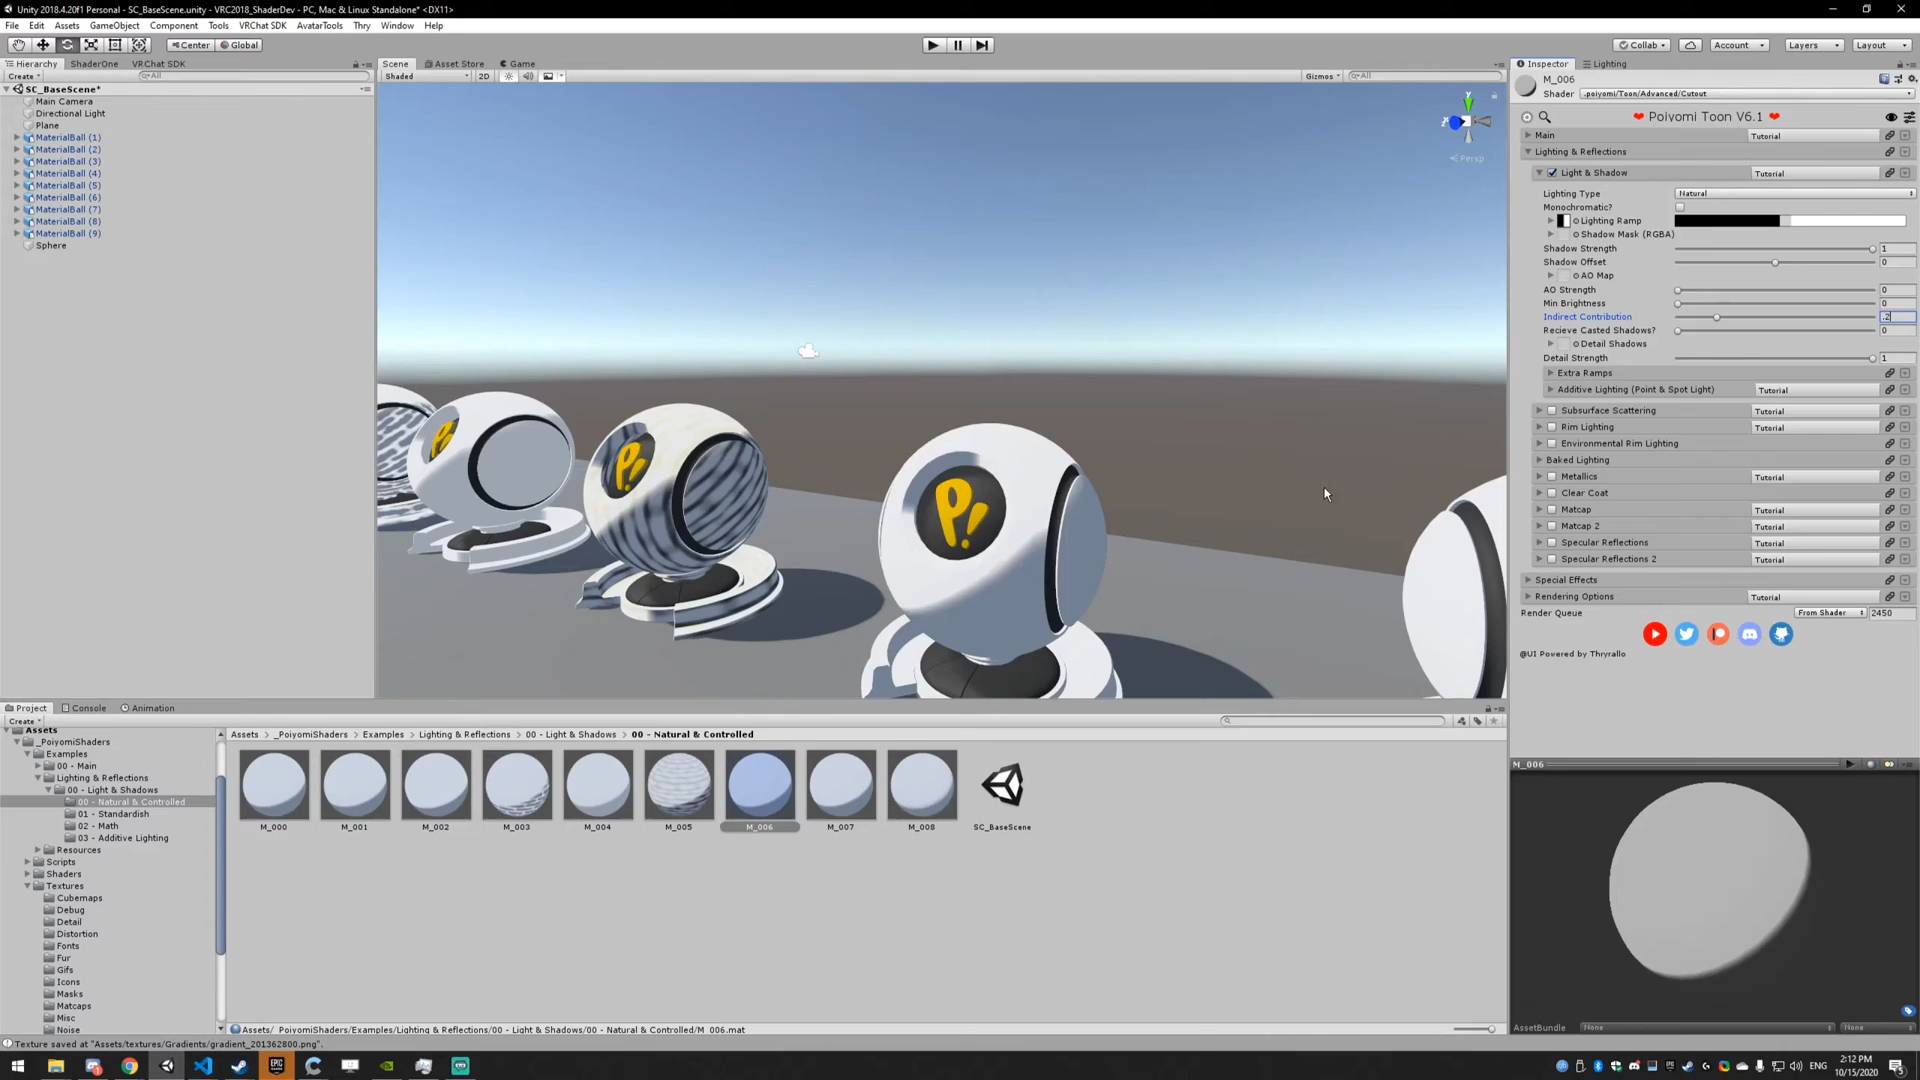 Unity 2018.4.20f1 Personal - SC_BaseScene.unity - VRC2018_ShaderDev - PC, Mac & Linux Standalone* <DX11>
File Edit Assets GameObject Component Tools VRChat SDK AvatarTools Thry Window Help
Center Global Collab Account Layers Layout
Hierarchy ShaderOne VRChat SDK
Create All
SC_BaseScene*
Main Camera
Directional Light
Plane
MaterialBall (1)
MaterialBall (2)
MaterialBall (3)
MaterialBall (4)
MaterialBall (5)
MaterialBall (6)
MaterialBall (7)
MaterialBall (8)
MaterialBall (9)
Sphere
Scene Asset Store Game
Shaded 2D Gizmos All
y
Persp
P!
P!
P!
Inspector Lighting
M_006
Shader .poiyomi/Toon/Advanced/Cutout
❤ Poiyomi Toon V6.1 ❤
Main Tutorial
Lighting & Reflections
Light & Shadow Tutorial
Lighting Type Natural
Monochromatic?
Lighting Ramp
Shadow Mask (RGBA)
Shadow Strength 1
Shadow Offset 0
AO Map
AO Strength 0
Min Brightness 0
Indirect Contribution .2
Recieve Casted Shadows? 0
Detail Shadows
Detail Strength 1
Extra Ramps
Additive Lighting (Point & Spot Light) Tutorial
Subsurface Scattering Tutorial
Rim Lighting Tutorial
Environmental Rim Lighting
Baked Lighting
Metallics Tutorial
Clear Coat
Matcap Tutorial
Matcap 2 Tutorial
Specular Reflections Tutorial
Specular Reflections 2 Tutorial
Special Effects
Rendering Options Tutorial
Render Queue From Shader 2450
@UI Powered by Thryrallo
Project Console Animation
Create
Assets
_PoiyomiShaders
Examples
00 - Main
Lighting & Reflections
00 - Light & Shadows
00 - Natural & Controlled
01 - Standardish
02 - Math
03 - Additive Lighting
Resources
Scripts
Shaders
Textures
Cubemaps
Debug
Detail
Distortion
Fonts
Fur
Gifs
Icons
Masks
Matcaps
Misc
Noise
Assets > _PoiyomiShaders > Examples > Lighting & Reflections > 00 - Light & Shadows > 00 - Natural & Controlled
M_000 M_001 M_002 M_003 M_004 M_005 M_006 M_007 M_008 SC_BaseScene
Assets/_PoiyomiShaders/Examples/Lighting & Reflections/00 - Light & Shadows/00 - Natural & Controlled/M_006.mat
M_006
AssetBundle None None
Texture saved at "Assets/textures/Gradients/gradient_201362800.png".
EPIC GAMES
ENG
2:12 PM
10/15/2020
5